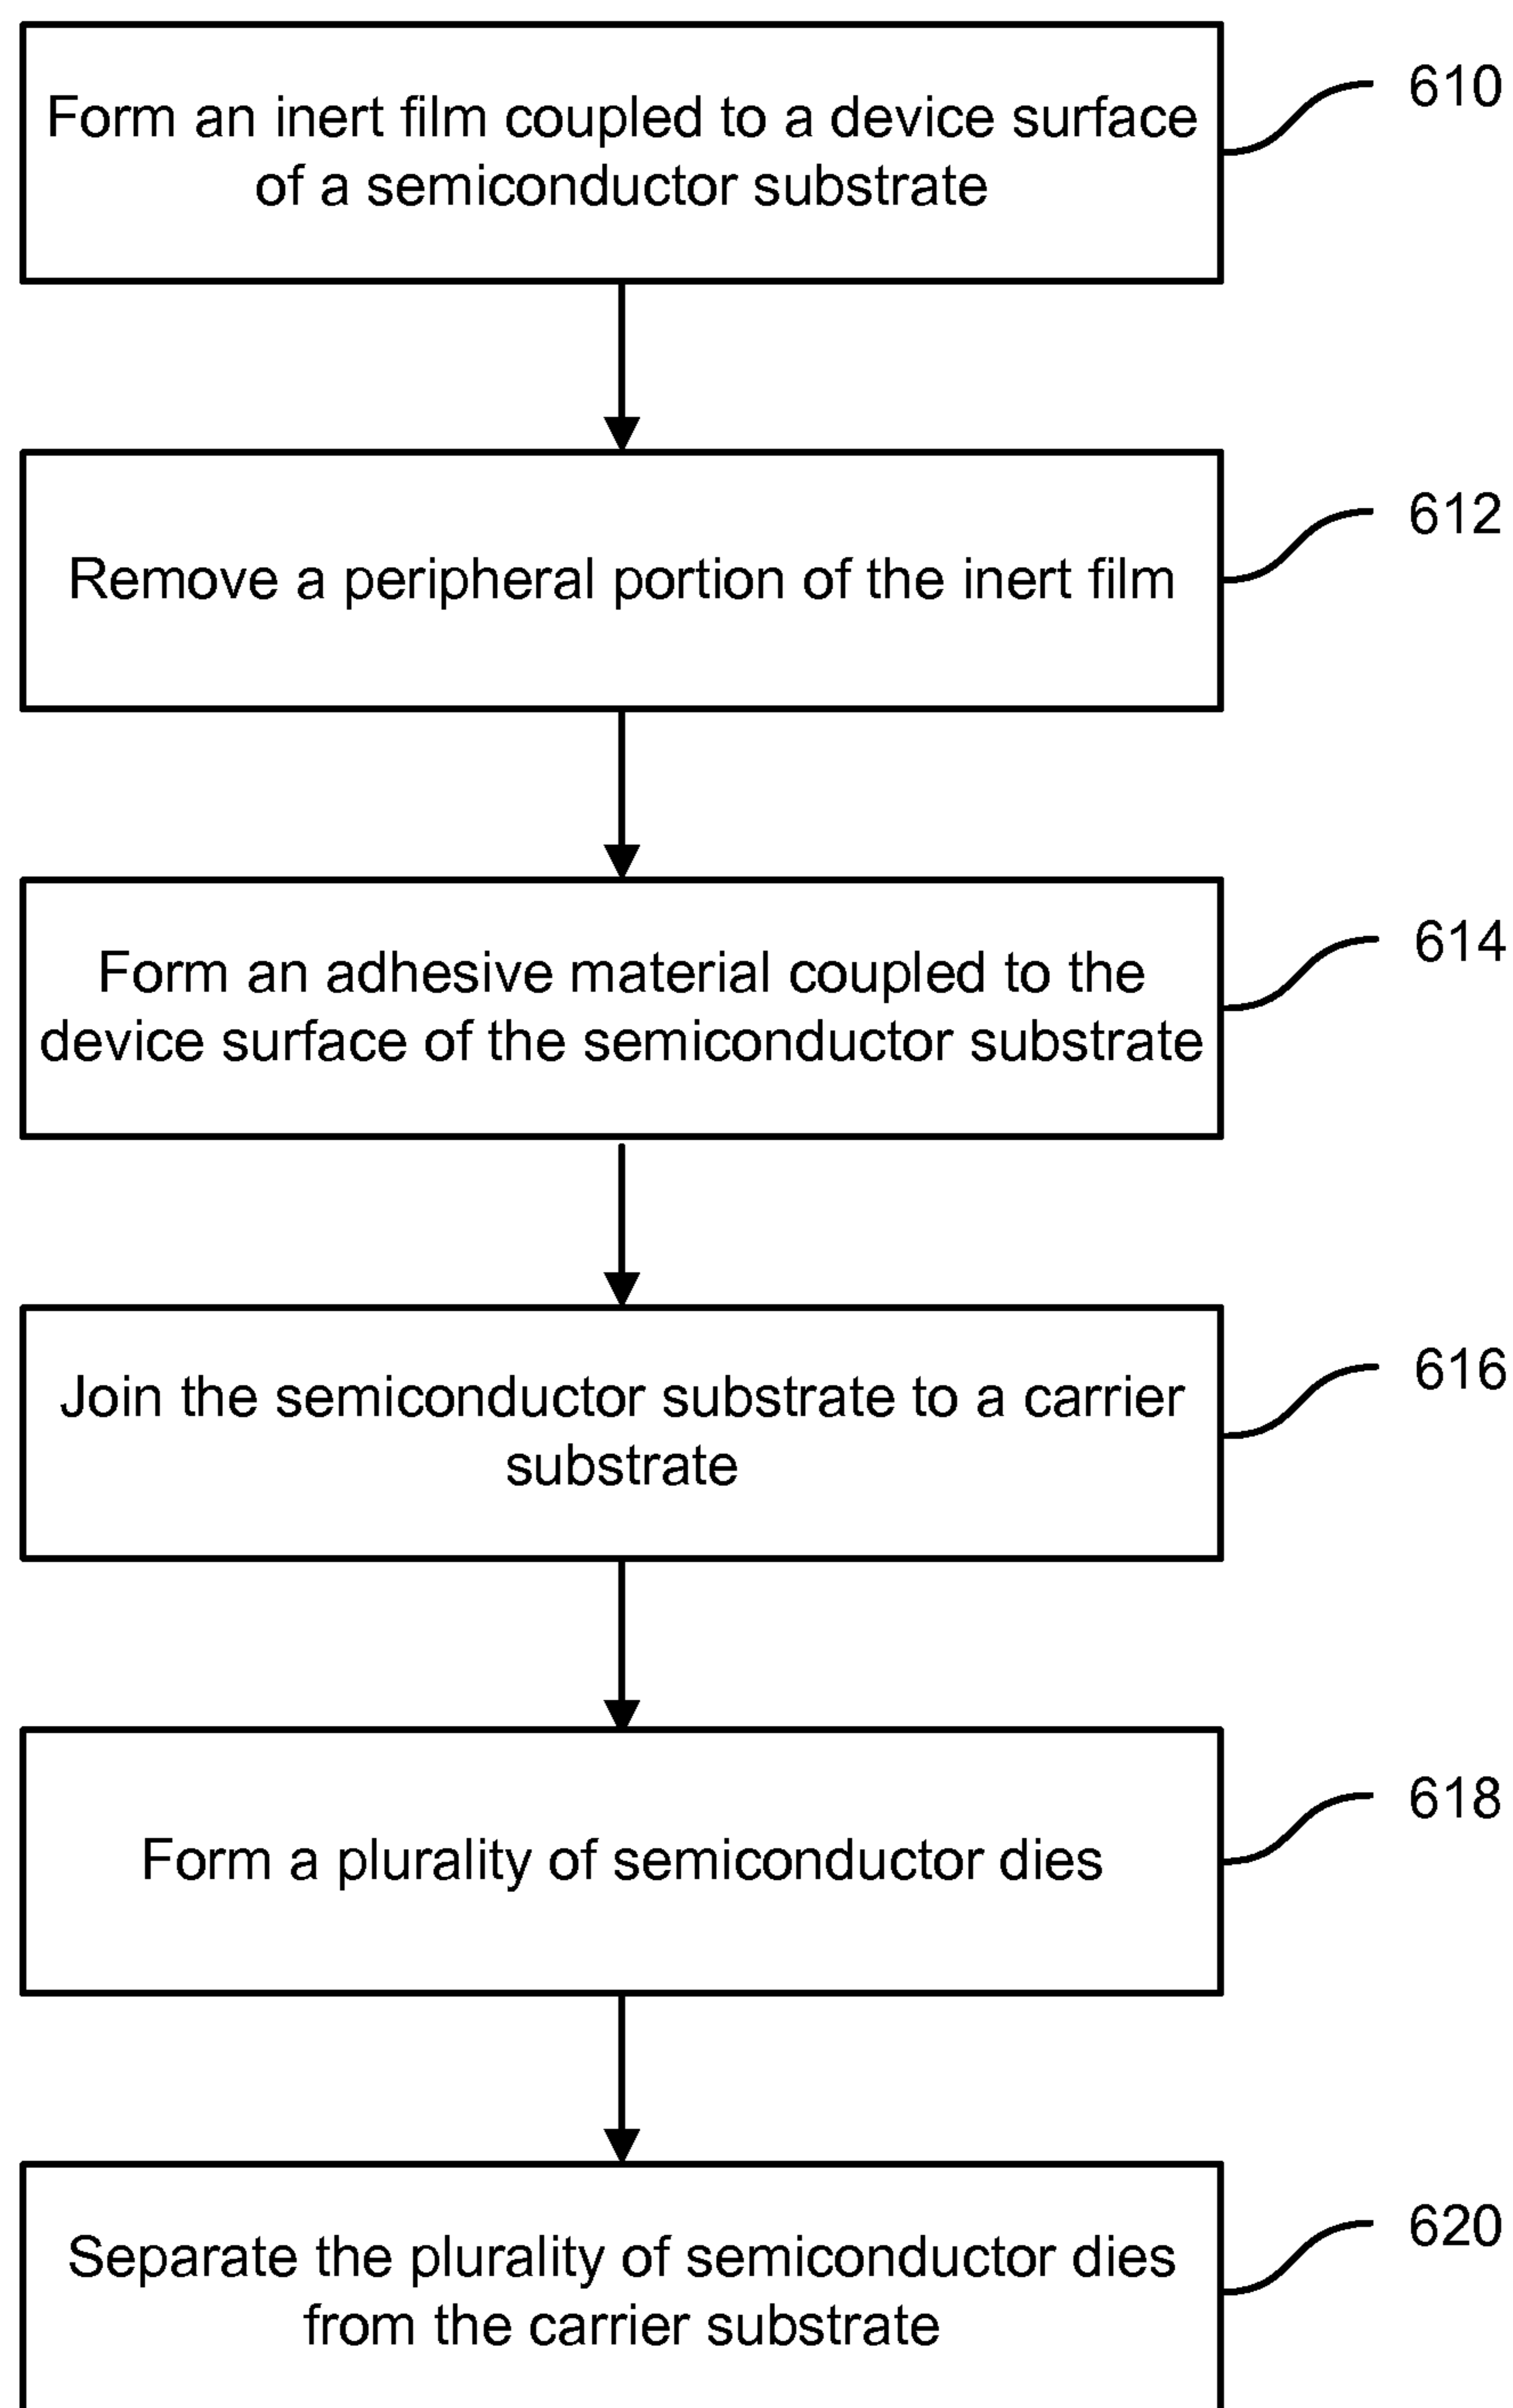 Form an inert film coupled to a device surface
of a semiconductor substrate
610
Remove a peripheral portion of the inert film
612
Form an adhesive material coupled to the
device surface of the semiconductor substrate
614
Join the semiconductor substrate to a carrier
substrate
616
Form a plurality of semiconductor dies
618
Separate the plurality of semiconductor dies
from the carrier substrate
620